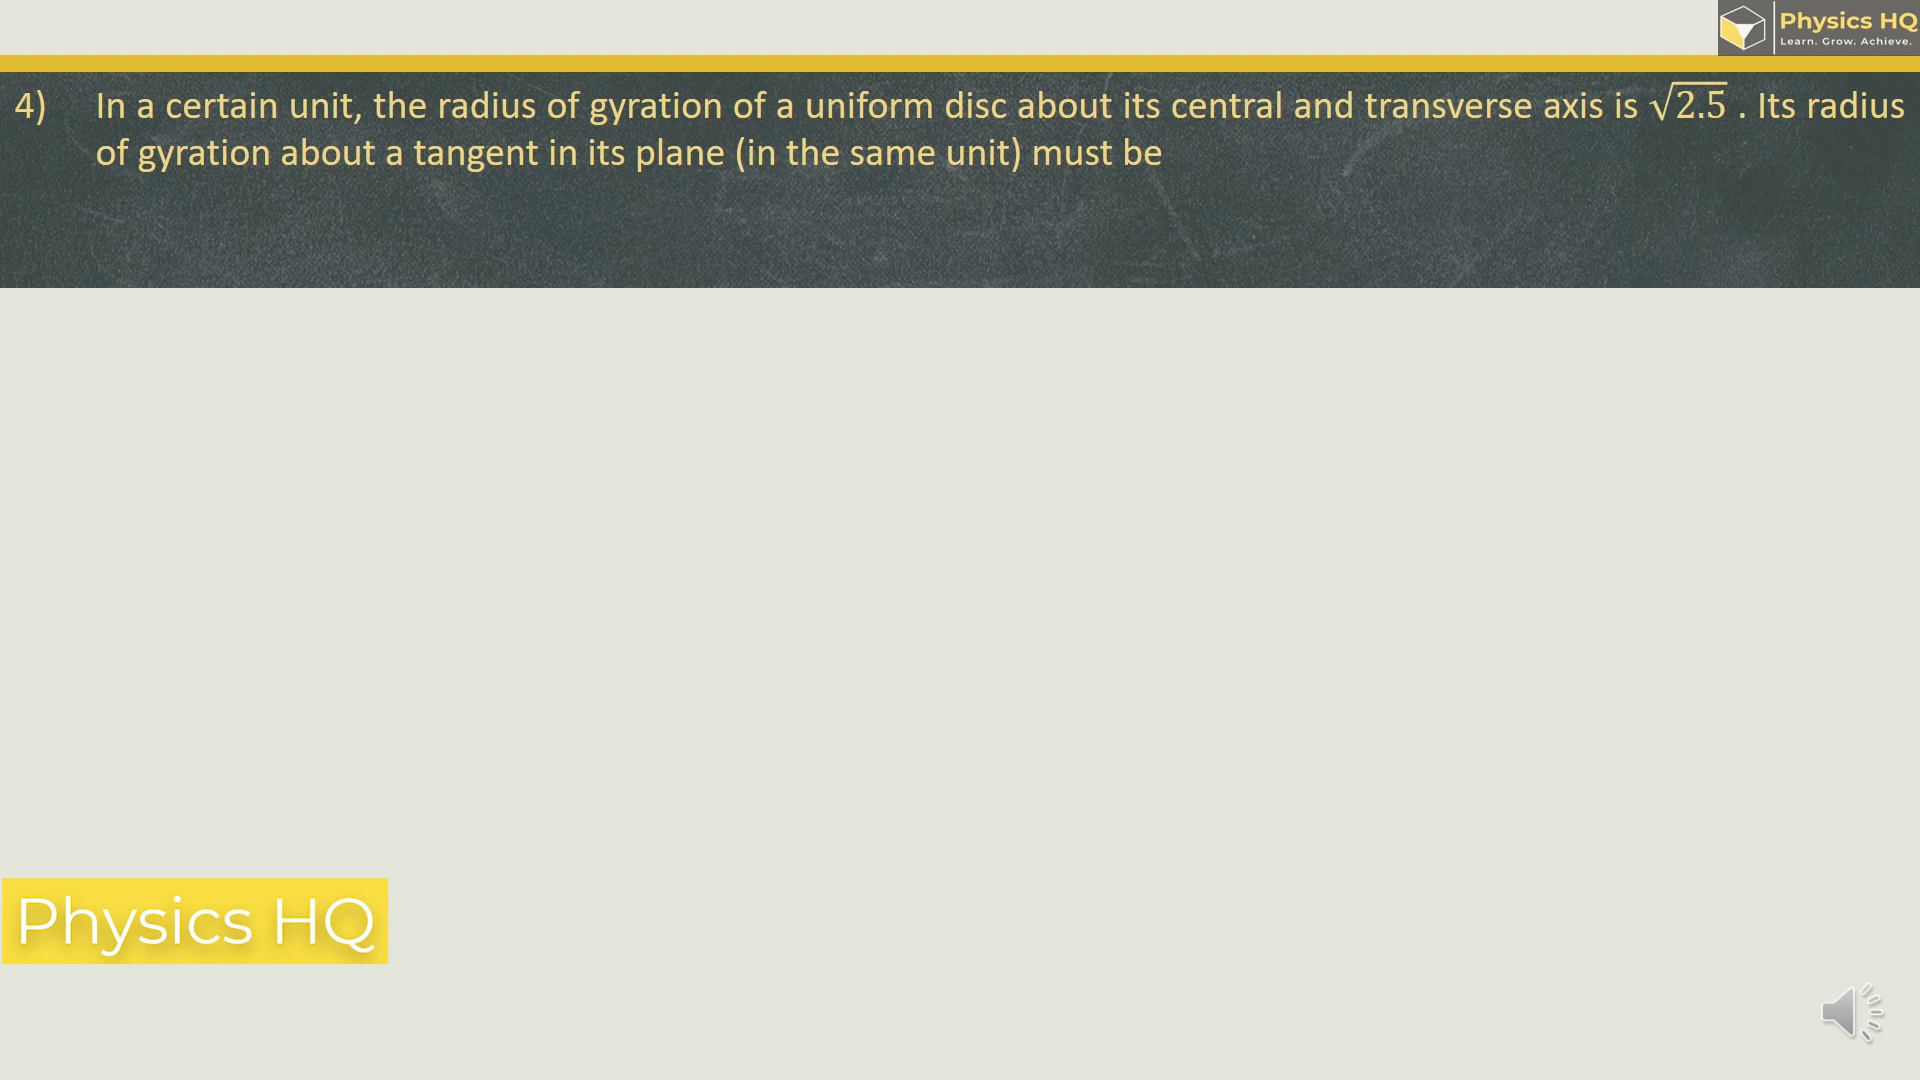 Physics HQ
Learn. Grow. Achieve.
4) In a certain unit, the radius of gyration of a uniform disc about its central and transverse axis is √2.5 . Its radius
of gyration about a tangent in its plane (in the same unit) must be
Physics HQ